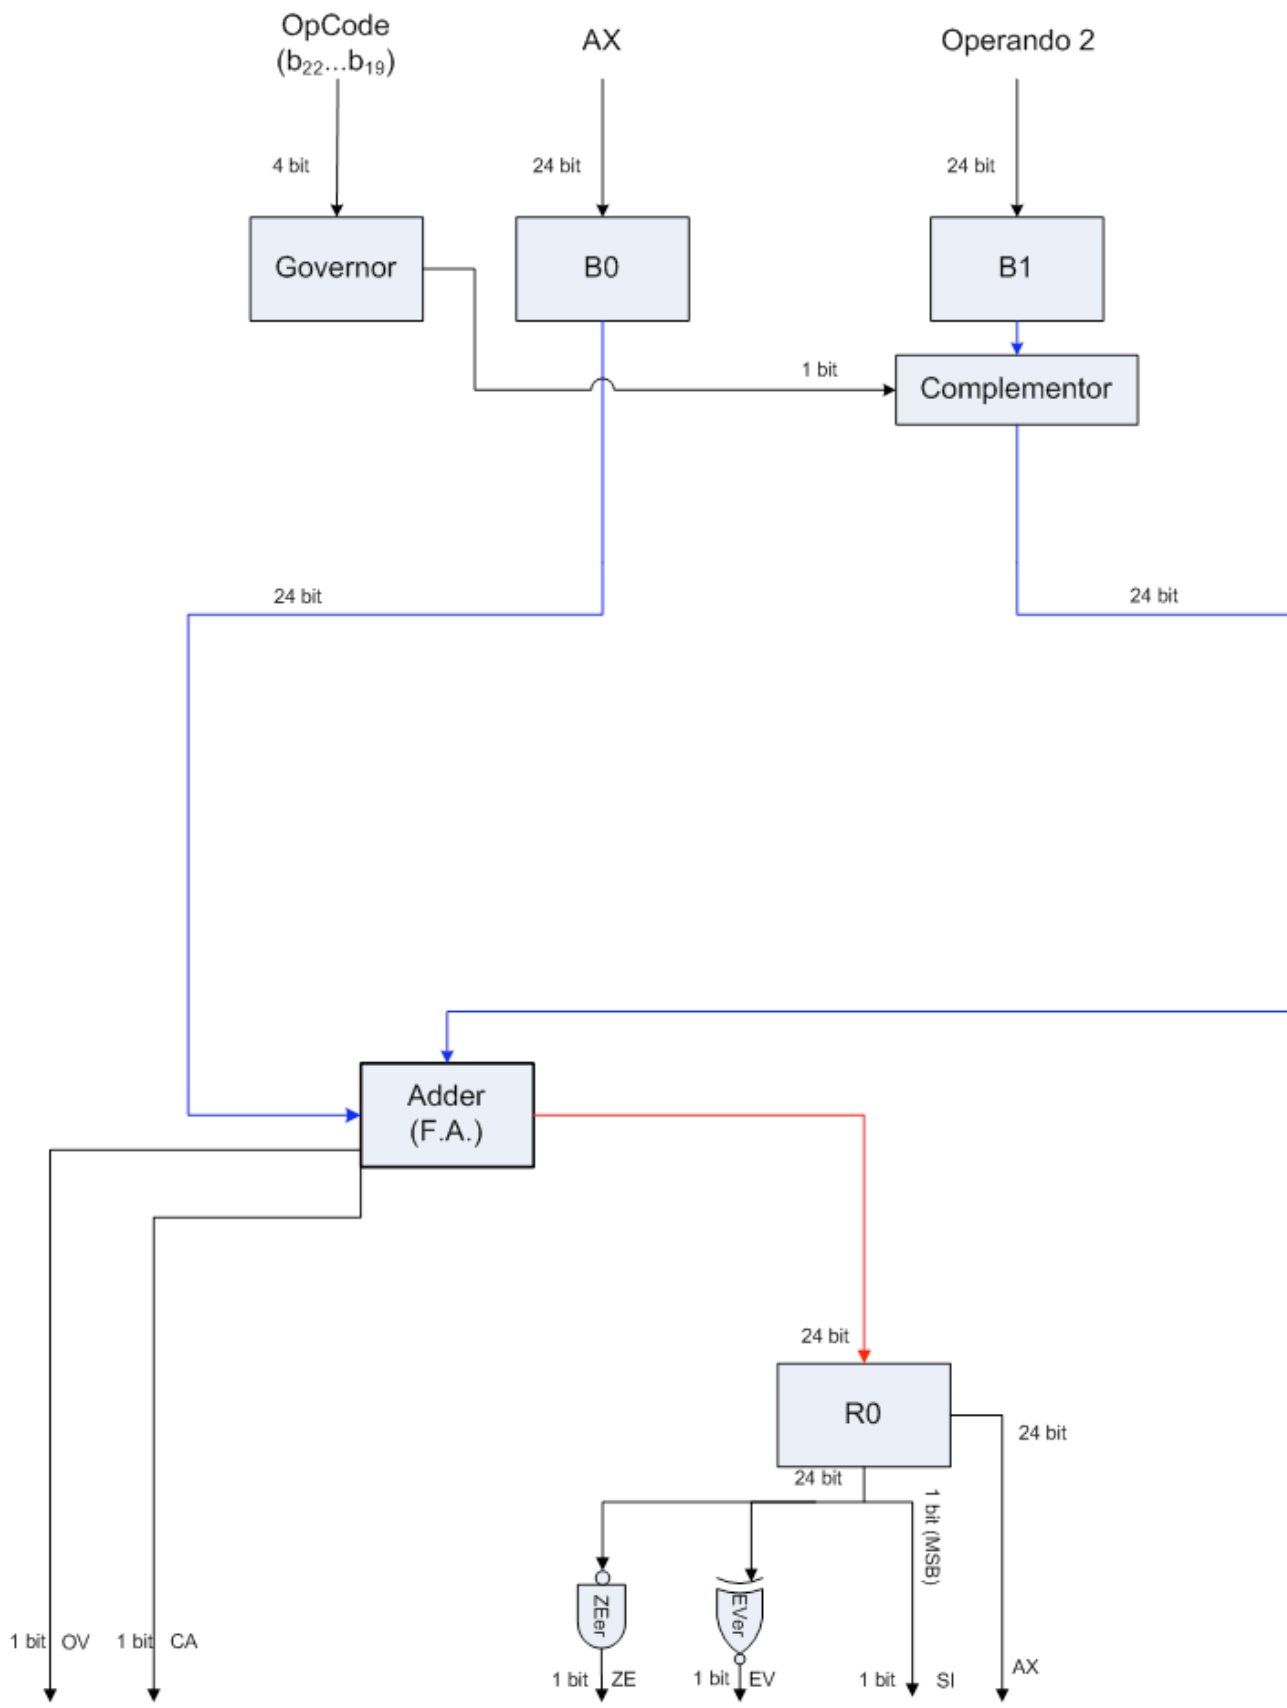 OpCode
(b22...b19)
AX
Operando 2
4 bit
24 bit
24 bit
Governor
B0
B1
1 bit
Complementor
24 bit
24 bit
Adder
(F.A.)
24 bit
R0
24 bit
24 bit
1 bit (MSB)
ZEer
EVer
1 bit
OV
1 bit
CA
1 bit
ZE
1 bit
EV
1 bit
SI
AX